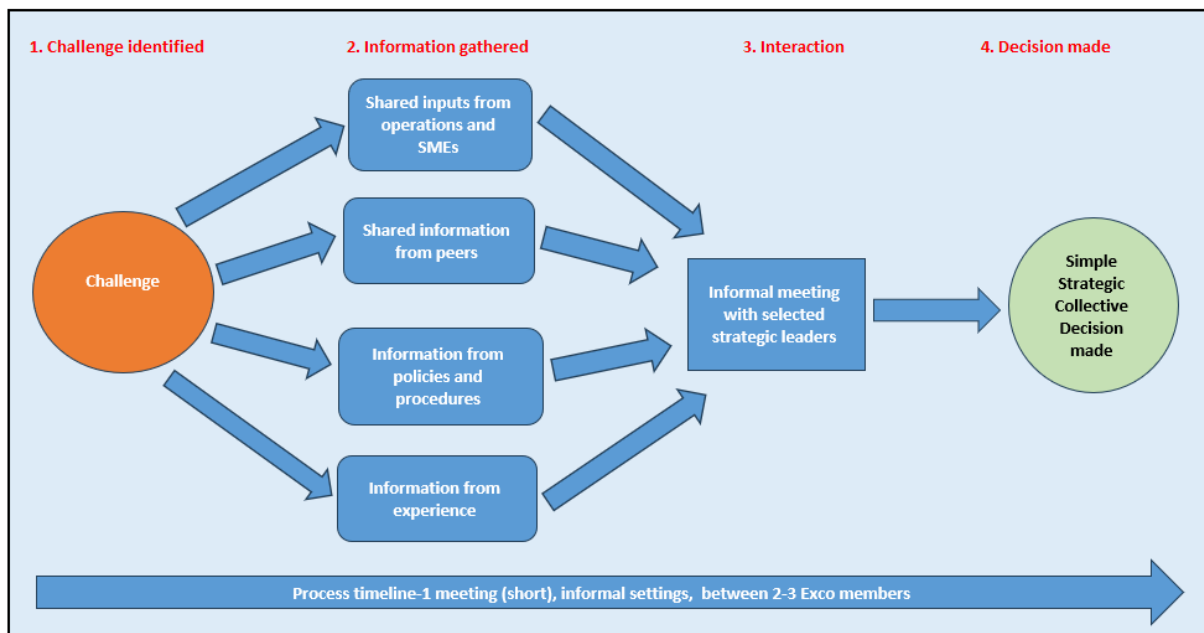 1. Challenge identified
2. Information gathered
3. Interaction
4. Decision made
Shared inputs from
operations and
SMEs
Shared information
from peers
Challenge
Informal meeting
with selected
strategic leaders
Simple
Strategic
Collective
Decision
made
Information from
policies and
procedures
Information from
experience
Process timeline-1 meeting (short), informal settings, between 2-3 Exco members